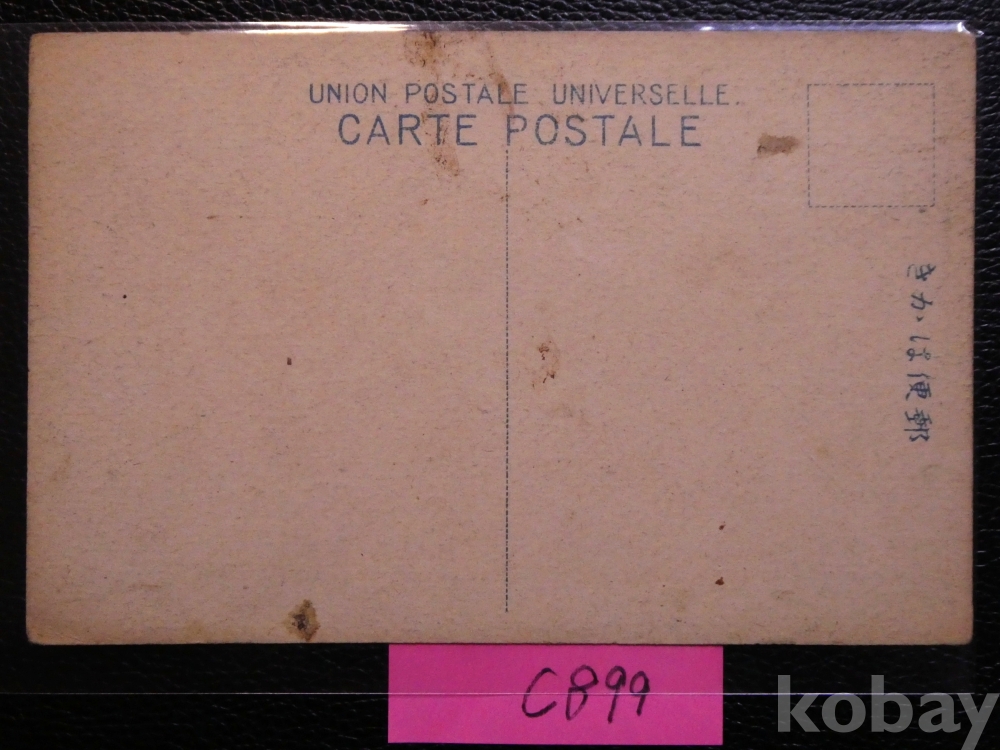 UNION POSTALE UNIVERSELLE.
CARTE POSTALE
きかは゜便郵
C899
kobay